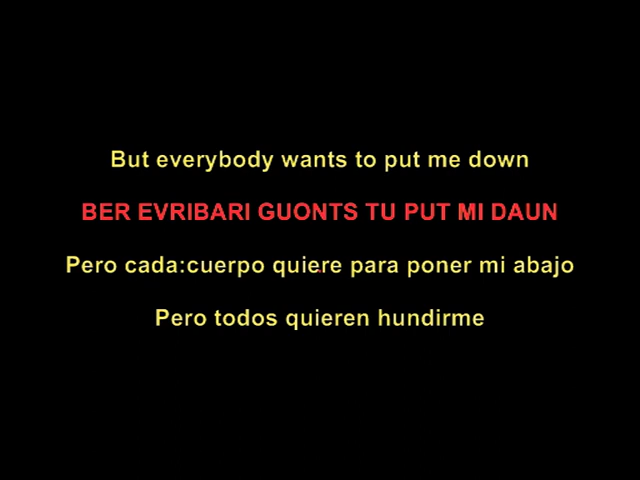 But everybody wants to put me down
BER EVRIBARI GUONTS TU PUT MI DAUN
Pero cada:cuerpo quiere para poner mi abajo
Pero todos quieren hundirme